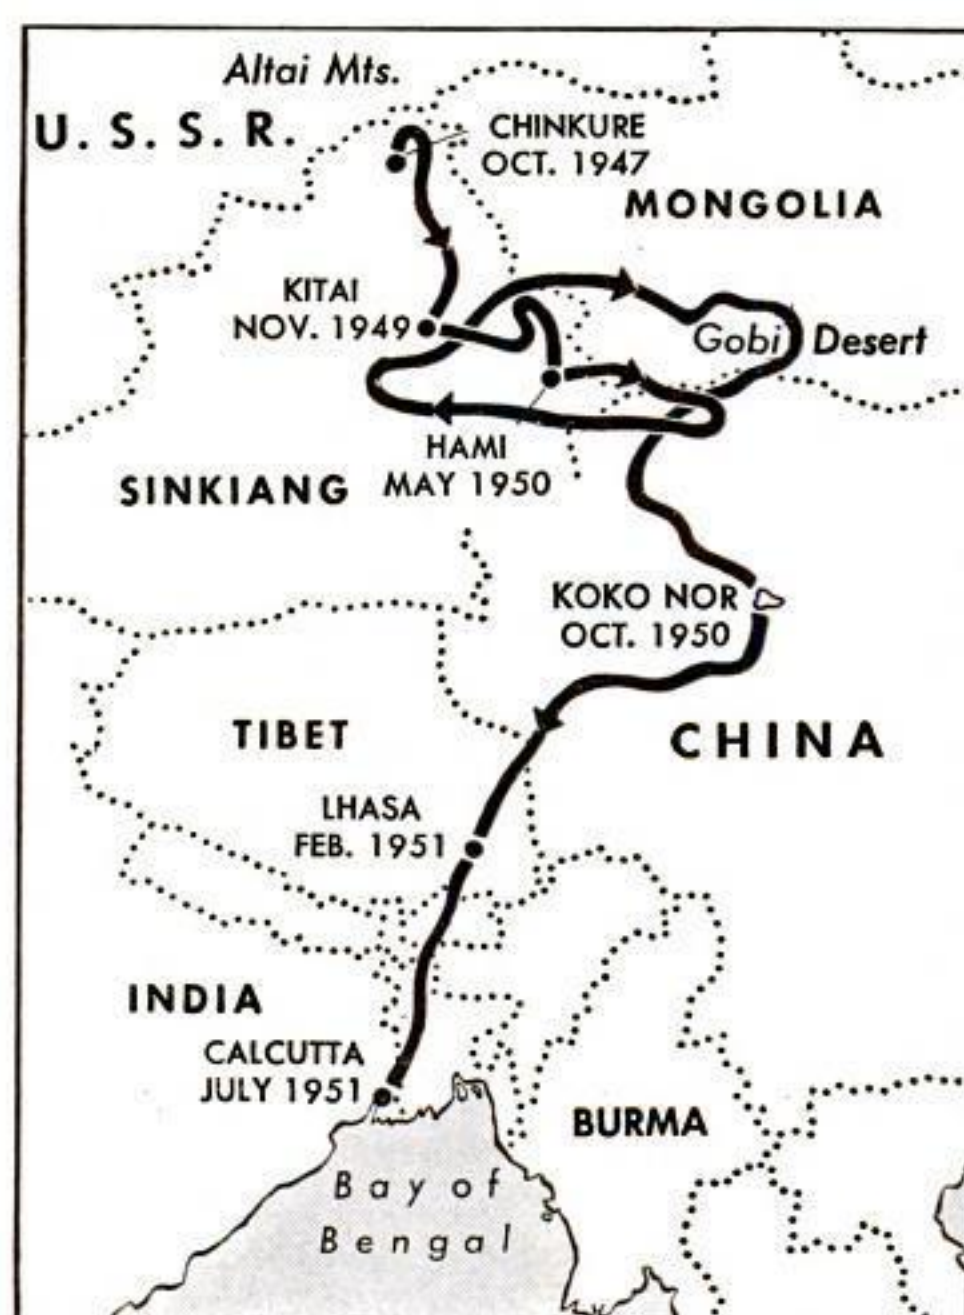 Altai Mts.
U.S.S.R.
CHINKURE
OCT. 1947
MONGOLIA
KITAI
NOV. 1949
Gobi Desert
HAMI
MAY 1950
SINKIANG
KOKO NOR
OCT. 1950
TIBET
CHINA
LHASA
FEB. 1951
INDIA
CALCUTTA
JULY 1951
BURMA
Bay of
Bengal